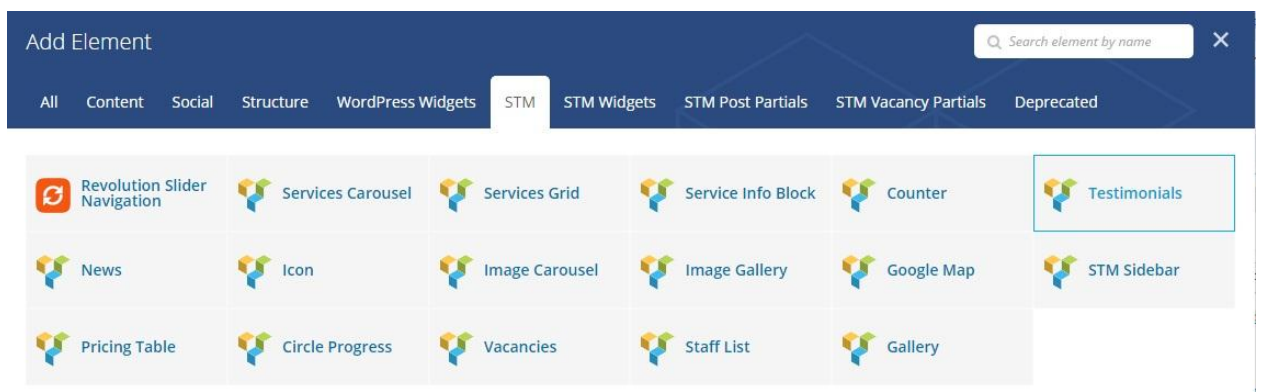 Add Element
Search element by name
All Content Social Structure WordPress Widgets STM STM Widgets STM Post Partials STM Vacancy Partials Deprecated
Revolution Slider
Navigation
Services Carousel
Services Grid
Service Info Block
Counter
Testimonials
News
Icon
Image Carousel
Image Gallery
Google Map
STM Sidebar
Pricing Table
Circle Progress
Vacancies
Staff List
Gallery